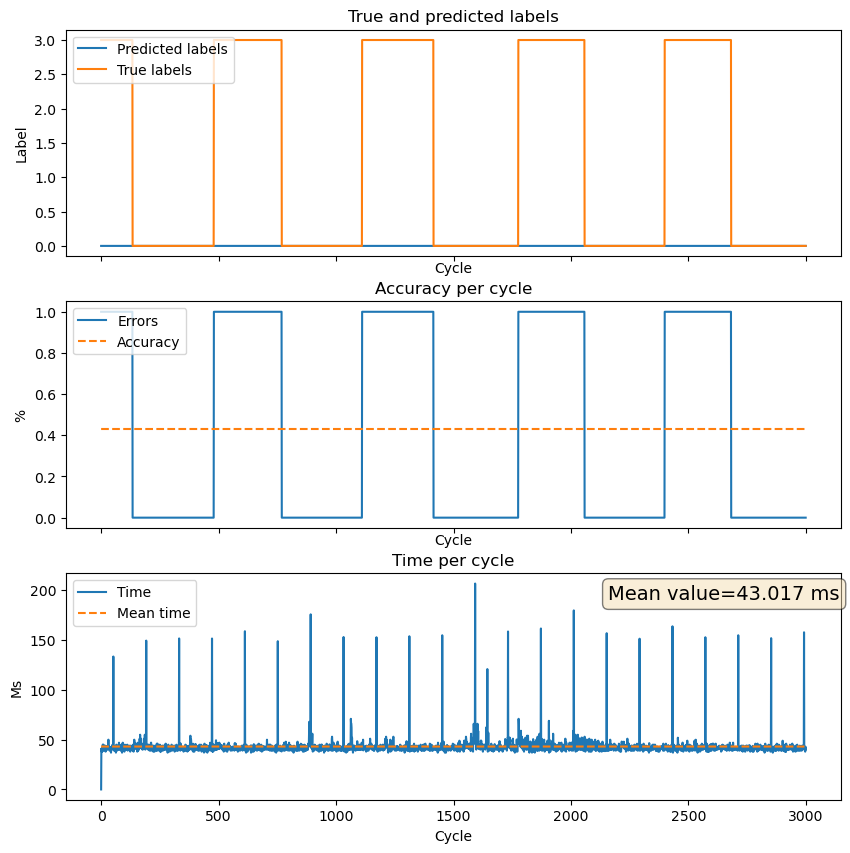 True and predicted labels
Predicted labels
True labels
3.0
2.5
2.0
1.5
1.0
0.5
0.0
Label
Cycle
Accuracy per cycle
Errors
Accuracy
1.0
0.8
0.6
0.4
0.2
0.0
%
Cycle
Time per cycle
Time
Mean time
Mean value=43.017 ms
200
150
100
50
0
Ms
0 500 1000 1500 2000 2500 3000
Cycle